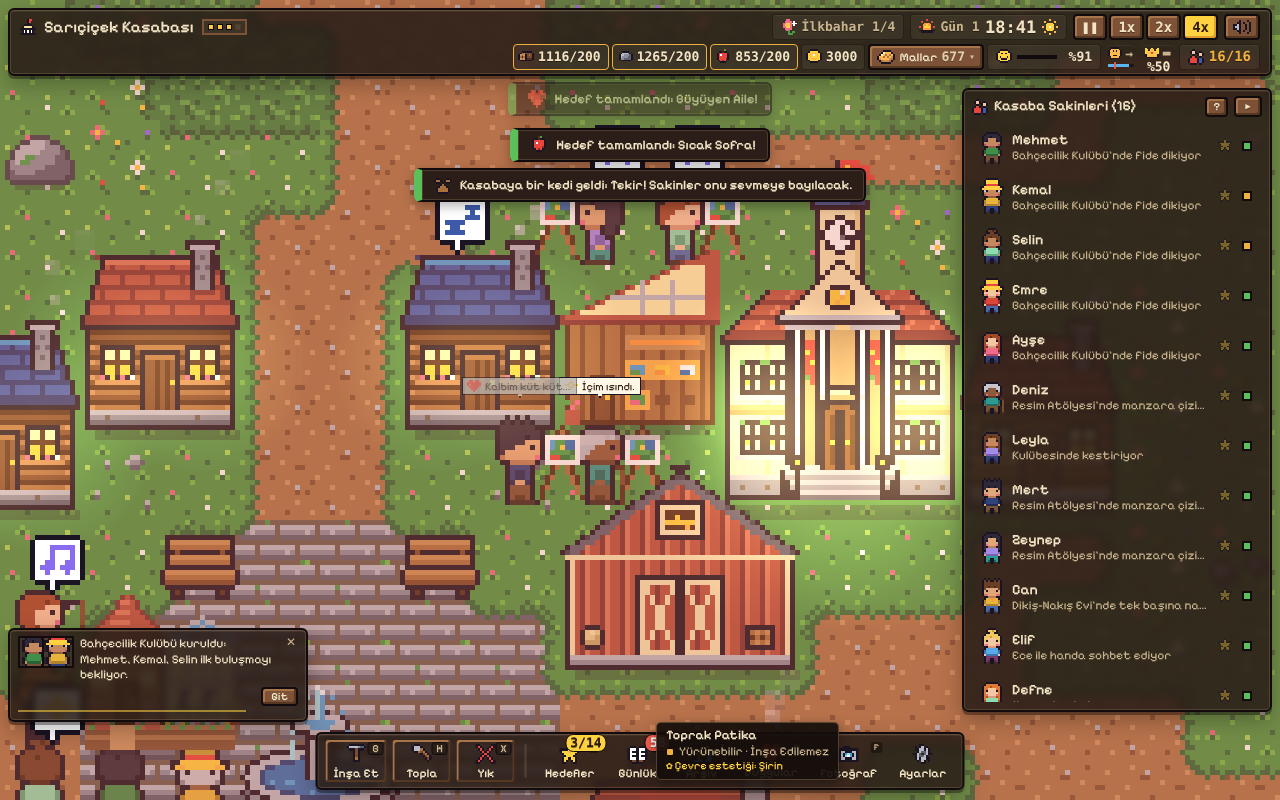 Sarıçiçek Kasabası
İlkbahar 1/4
Gün 1 18:41
1x
2x
4x
1116/200
1265/200
853/200
3000
Mallar 677
%91
%50
16/16
Hedef tamamlandı: Büyüyen Aile!
Hedef tamamlandı: Sıcak Sofra!
Kasabaya bir kedi geldi: Tekir! Sakinler onu sevmeye bayılacak.
Kalbim küt küt...
İçim ısındı.
Kasaba Sakinleri (16)
?
Mehmet
Bahçecilik Kulübü'nde fide dikiyor
Kemal
Bahçecilik Kulübü'nde fide dikiyor
Selin
Bahçecilik Kulübü'nde fide dikiyor
Emre
Bahçecilik Kulübü'nde fide dikiyor
Ayşe
Bahçecilik Kulübü'nde fide dikiyor
Deniz
Resim Atölyesi'nde manzara çizi...
Leyla
Kulübesinde kestiriyor
Mert
Resim Atölyesi'nde manzara çizi...
Zeynep
Resim Atölyesi'nde manzara çizi...
Can
Dikiş-Nakış Evi'nde tek başına na...
Elif
Ece ile handa sohbet ediyor
Defne
Bahçecilik Kulübü kuruldu:
Mehmet, Kemal, Selin ilk buluşmayı
bekliyor.
Git
İnşa Et
B
Topla
H
Yık
X
3/14
Hedefler
Günlük
Toprak Patika
Yürünebilir · İnşa Edilemez
Çevre estetiği: Şirin
F
Ayarlar